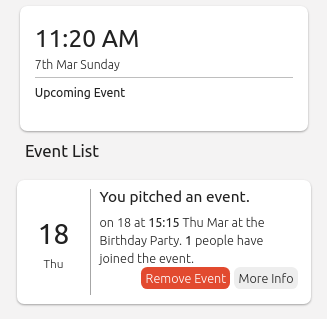 11:20 AM
7th Mar Sunday
Upcoming Event
Event List
18
Thu
You pitched an event.
on 18 at 15:15 Thu Mar at the
Birthday Party. 1 people have
joined the event.
Remove Event
More Info